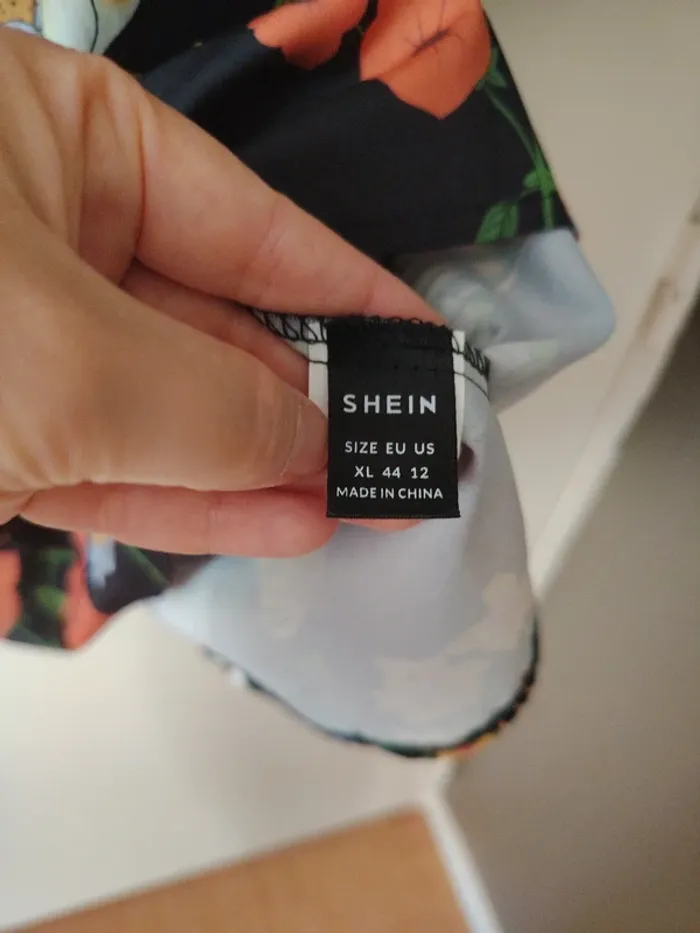 SHEIN
SIZE EU US
XL 44 12
MADE IN CHINA